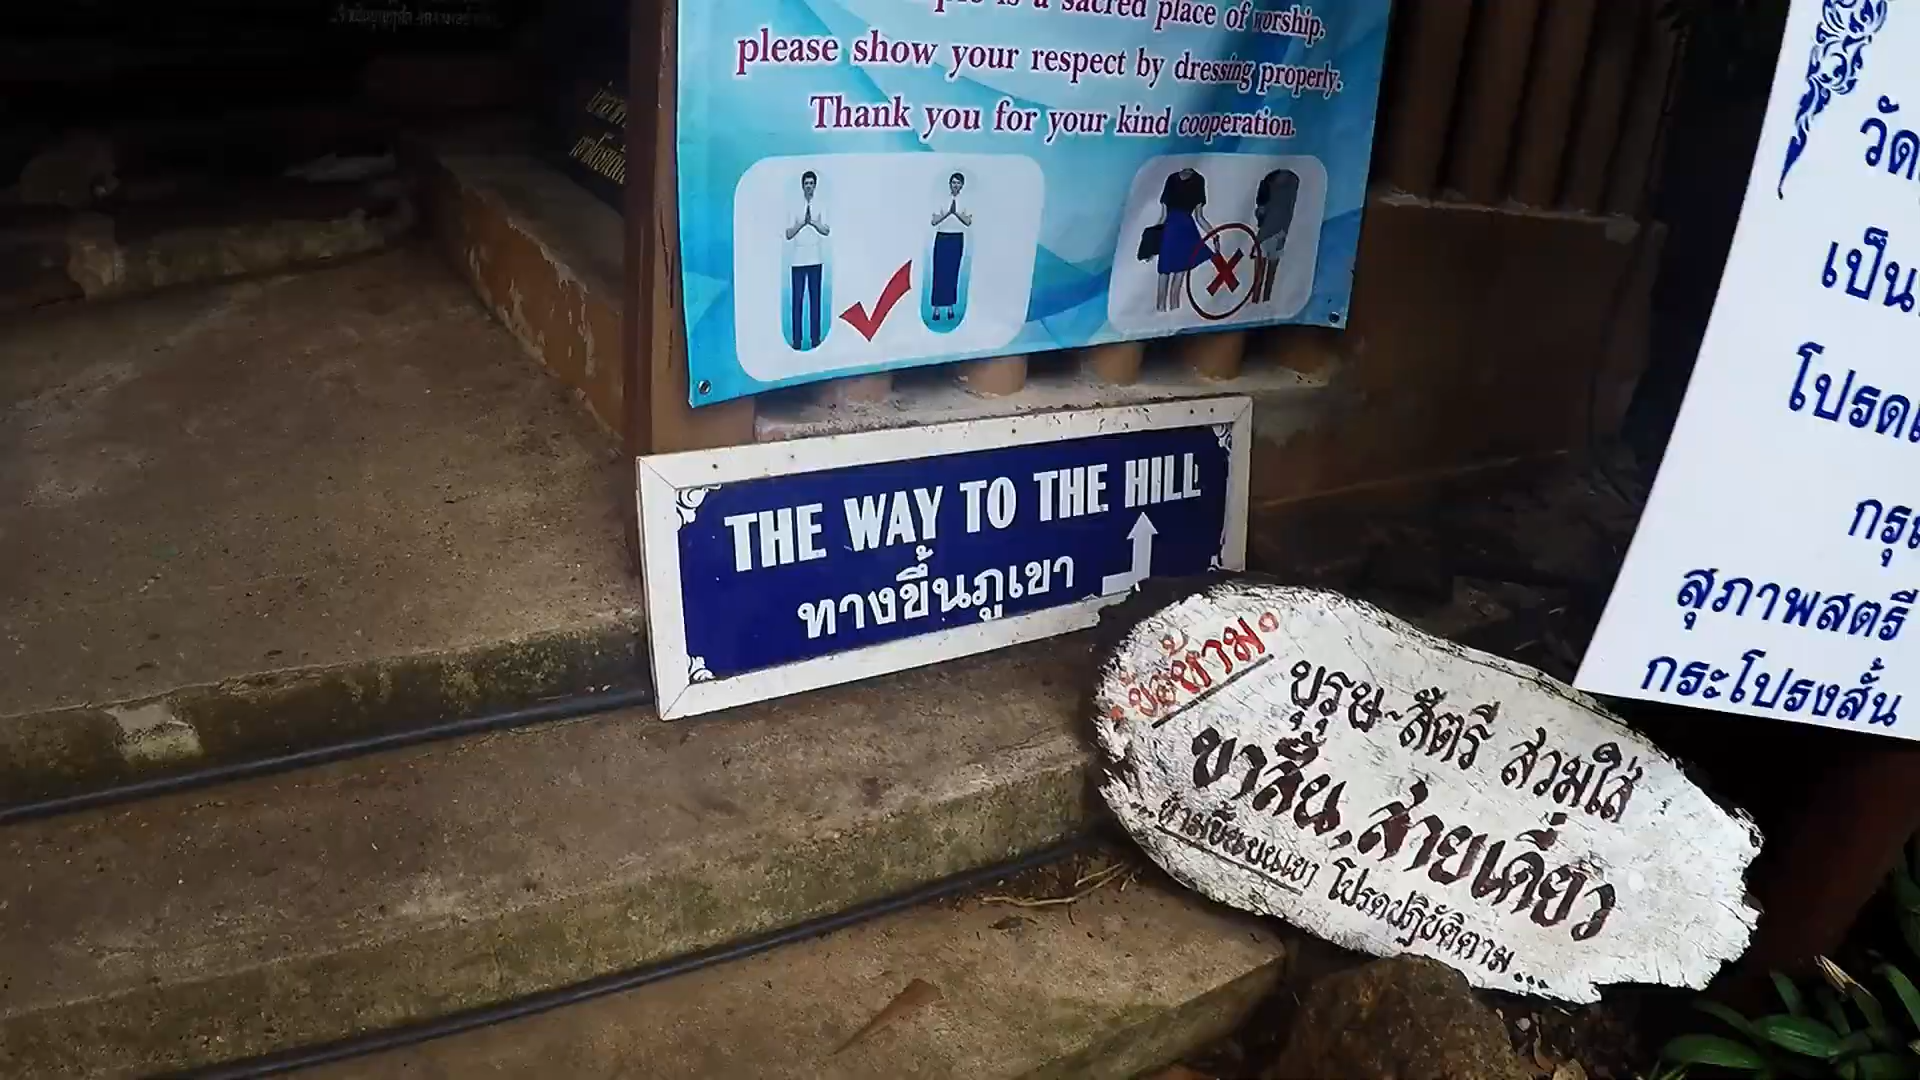 is a sacred place of worship.
please show your respect by dressing properly.
Thank you for your kind cooperation.
THE WAY TO THE HILL
ทางขึ้นภูเขา
ข้อห้าม
บุรุษ-สตรี สวมใส่
ขาสั้น, สายเดี่ยว
...ห้ามขึ้นบนเขา โปรดปฏิบัติตาม...
วัด
เป็น
โปรด
สุภาพสตรี
กระโปรงสั้น